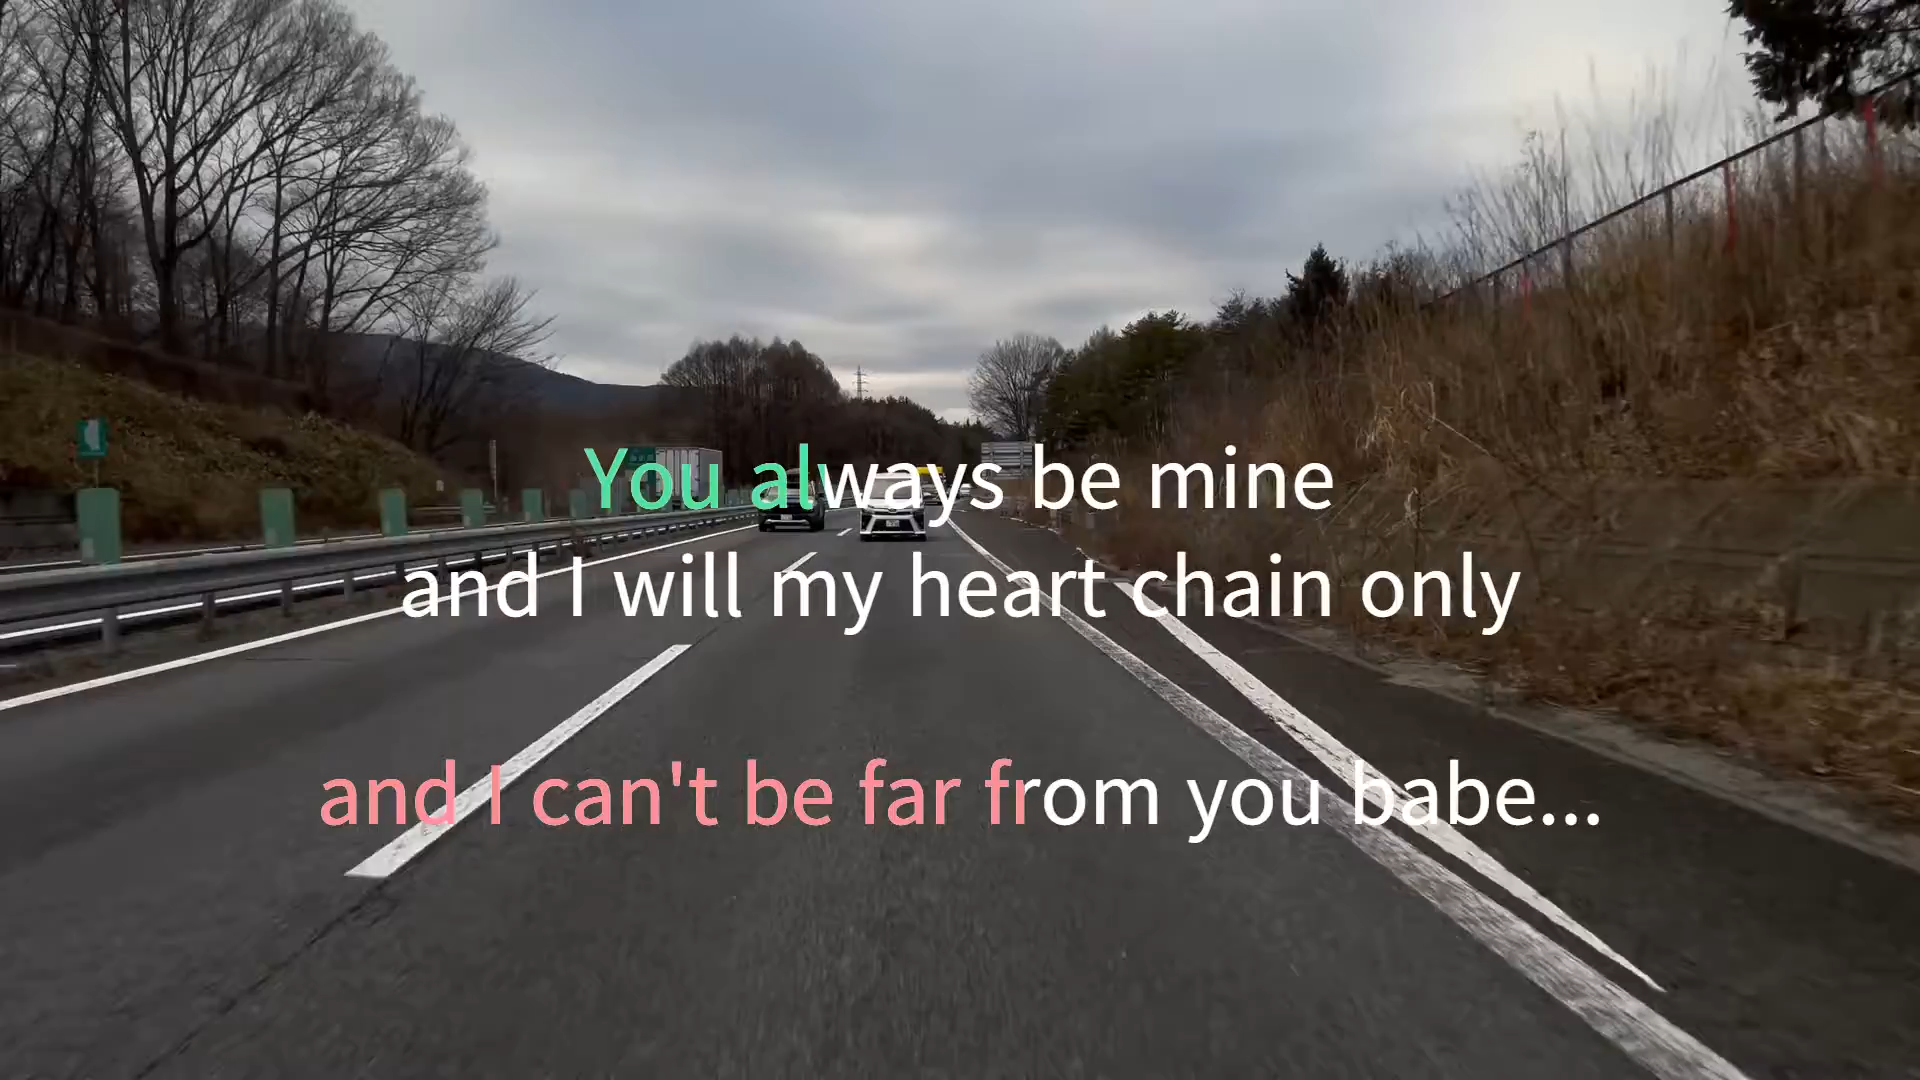 You always be mine
and I will my heart chain only
and I can't be far from you babe...